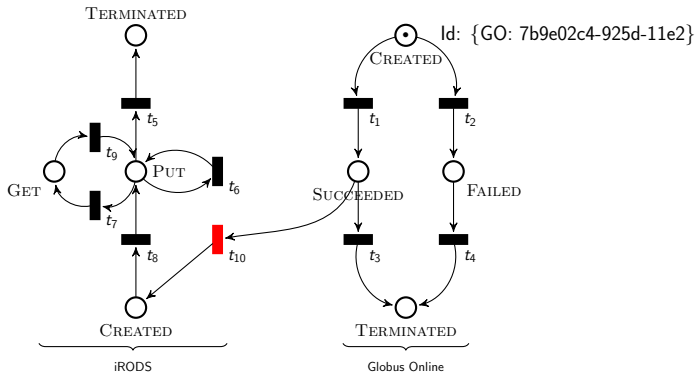 TERMINATED
Id: {GO: 7b9e02c4-925d-11e2}
CREATED
t5
t1
t2
t9
GET
PUT
t6
SUCCEEDED
FAILED
t7
t8
t10
t3
t4
CREATED
TERMINATED
iRODS
Globus Online